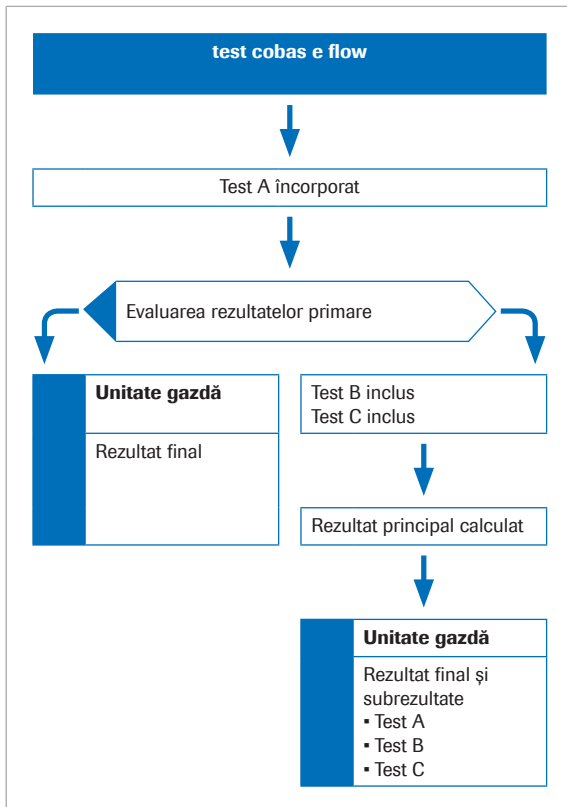 test cobas e flow
Test A încorporat
Evaluarea rezultatelor primare
Unitate gazdă
Rezultat final
Test B inclus
Test C inclus
Rezultat principal calculat
Unitate gazdă
Rezultat final și
subrezultate
▪ Test A
▪ Test B
▪ Test C